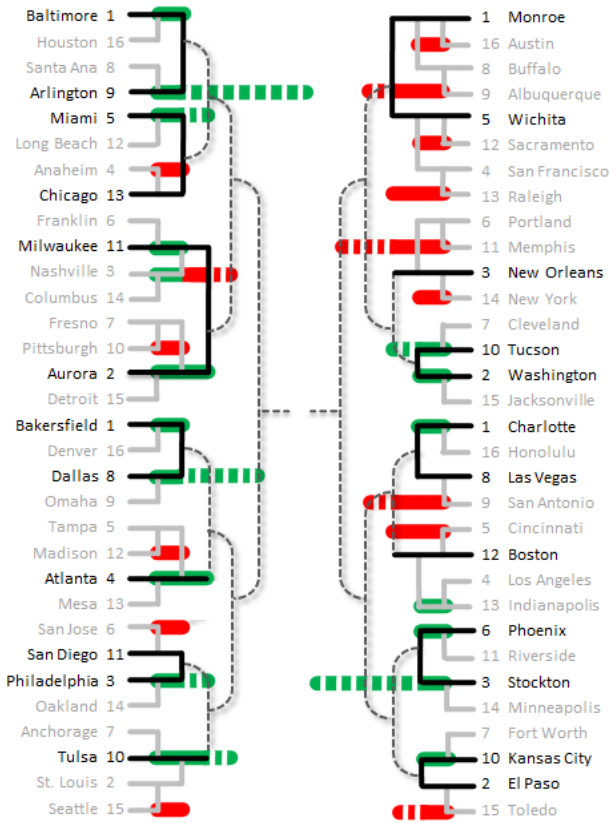 Baltimore 1
Houston 16
Santa Ana 8
Arlington 9
Miami 5
Long Beach 12
Anaheim 4
Chicago 13
Franklin 6
Milwaukee 11
Nashville 3
Columbus 14
Fresno 7
Pittsburgh 10
Aurora 2
Detroit 15
Bakersfield 1
Denver 16
Dallas 8
Omaha 9
Tampa 5
Madison 12
Atlanta 4
Mesa 13
San Jose 6
San Diego 11
Philadelphia 3
Oakland 14
Anchorage 7
Tulsa 10
St. Louis 2
Seattle 15
1 Monroe
16 Austin
8 Buffalo
9 Albuquerque
5 Wichita
12 Sacramento
4 San Francisco
13 Raleigh
6 Portland
11 Memphis
3 New Orleans
14 New York
7 Cleveland
10 Tucson
2 Washington
15 Jacksonville
1 Charlotte
16 Honolulu
8 Las Vegas
9 San Antonio
5 Cincinnati
12 Boston
4 Los Angeles
13 Indianapolis
6 Phoenix
11 Riverside
3 Stockton
14 Minneapolis
7 Fort Worth
10 Kansas City
2 El Paso
15 Toledo